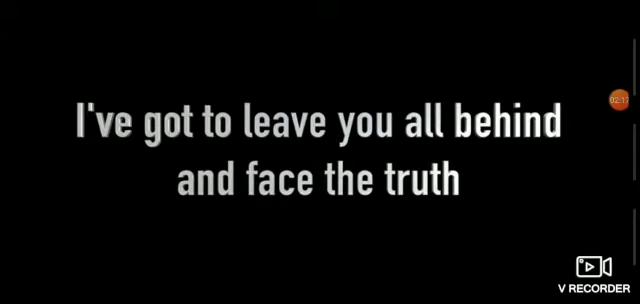 I've got to leave you all behind
and face the truth
02:17
V RECORDER